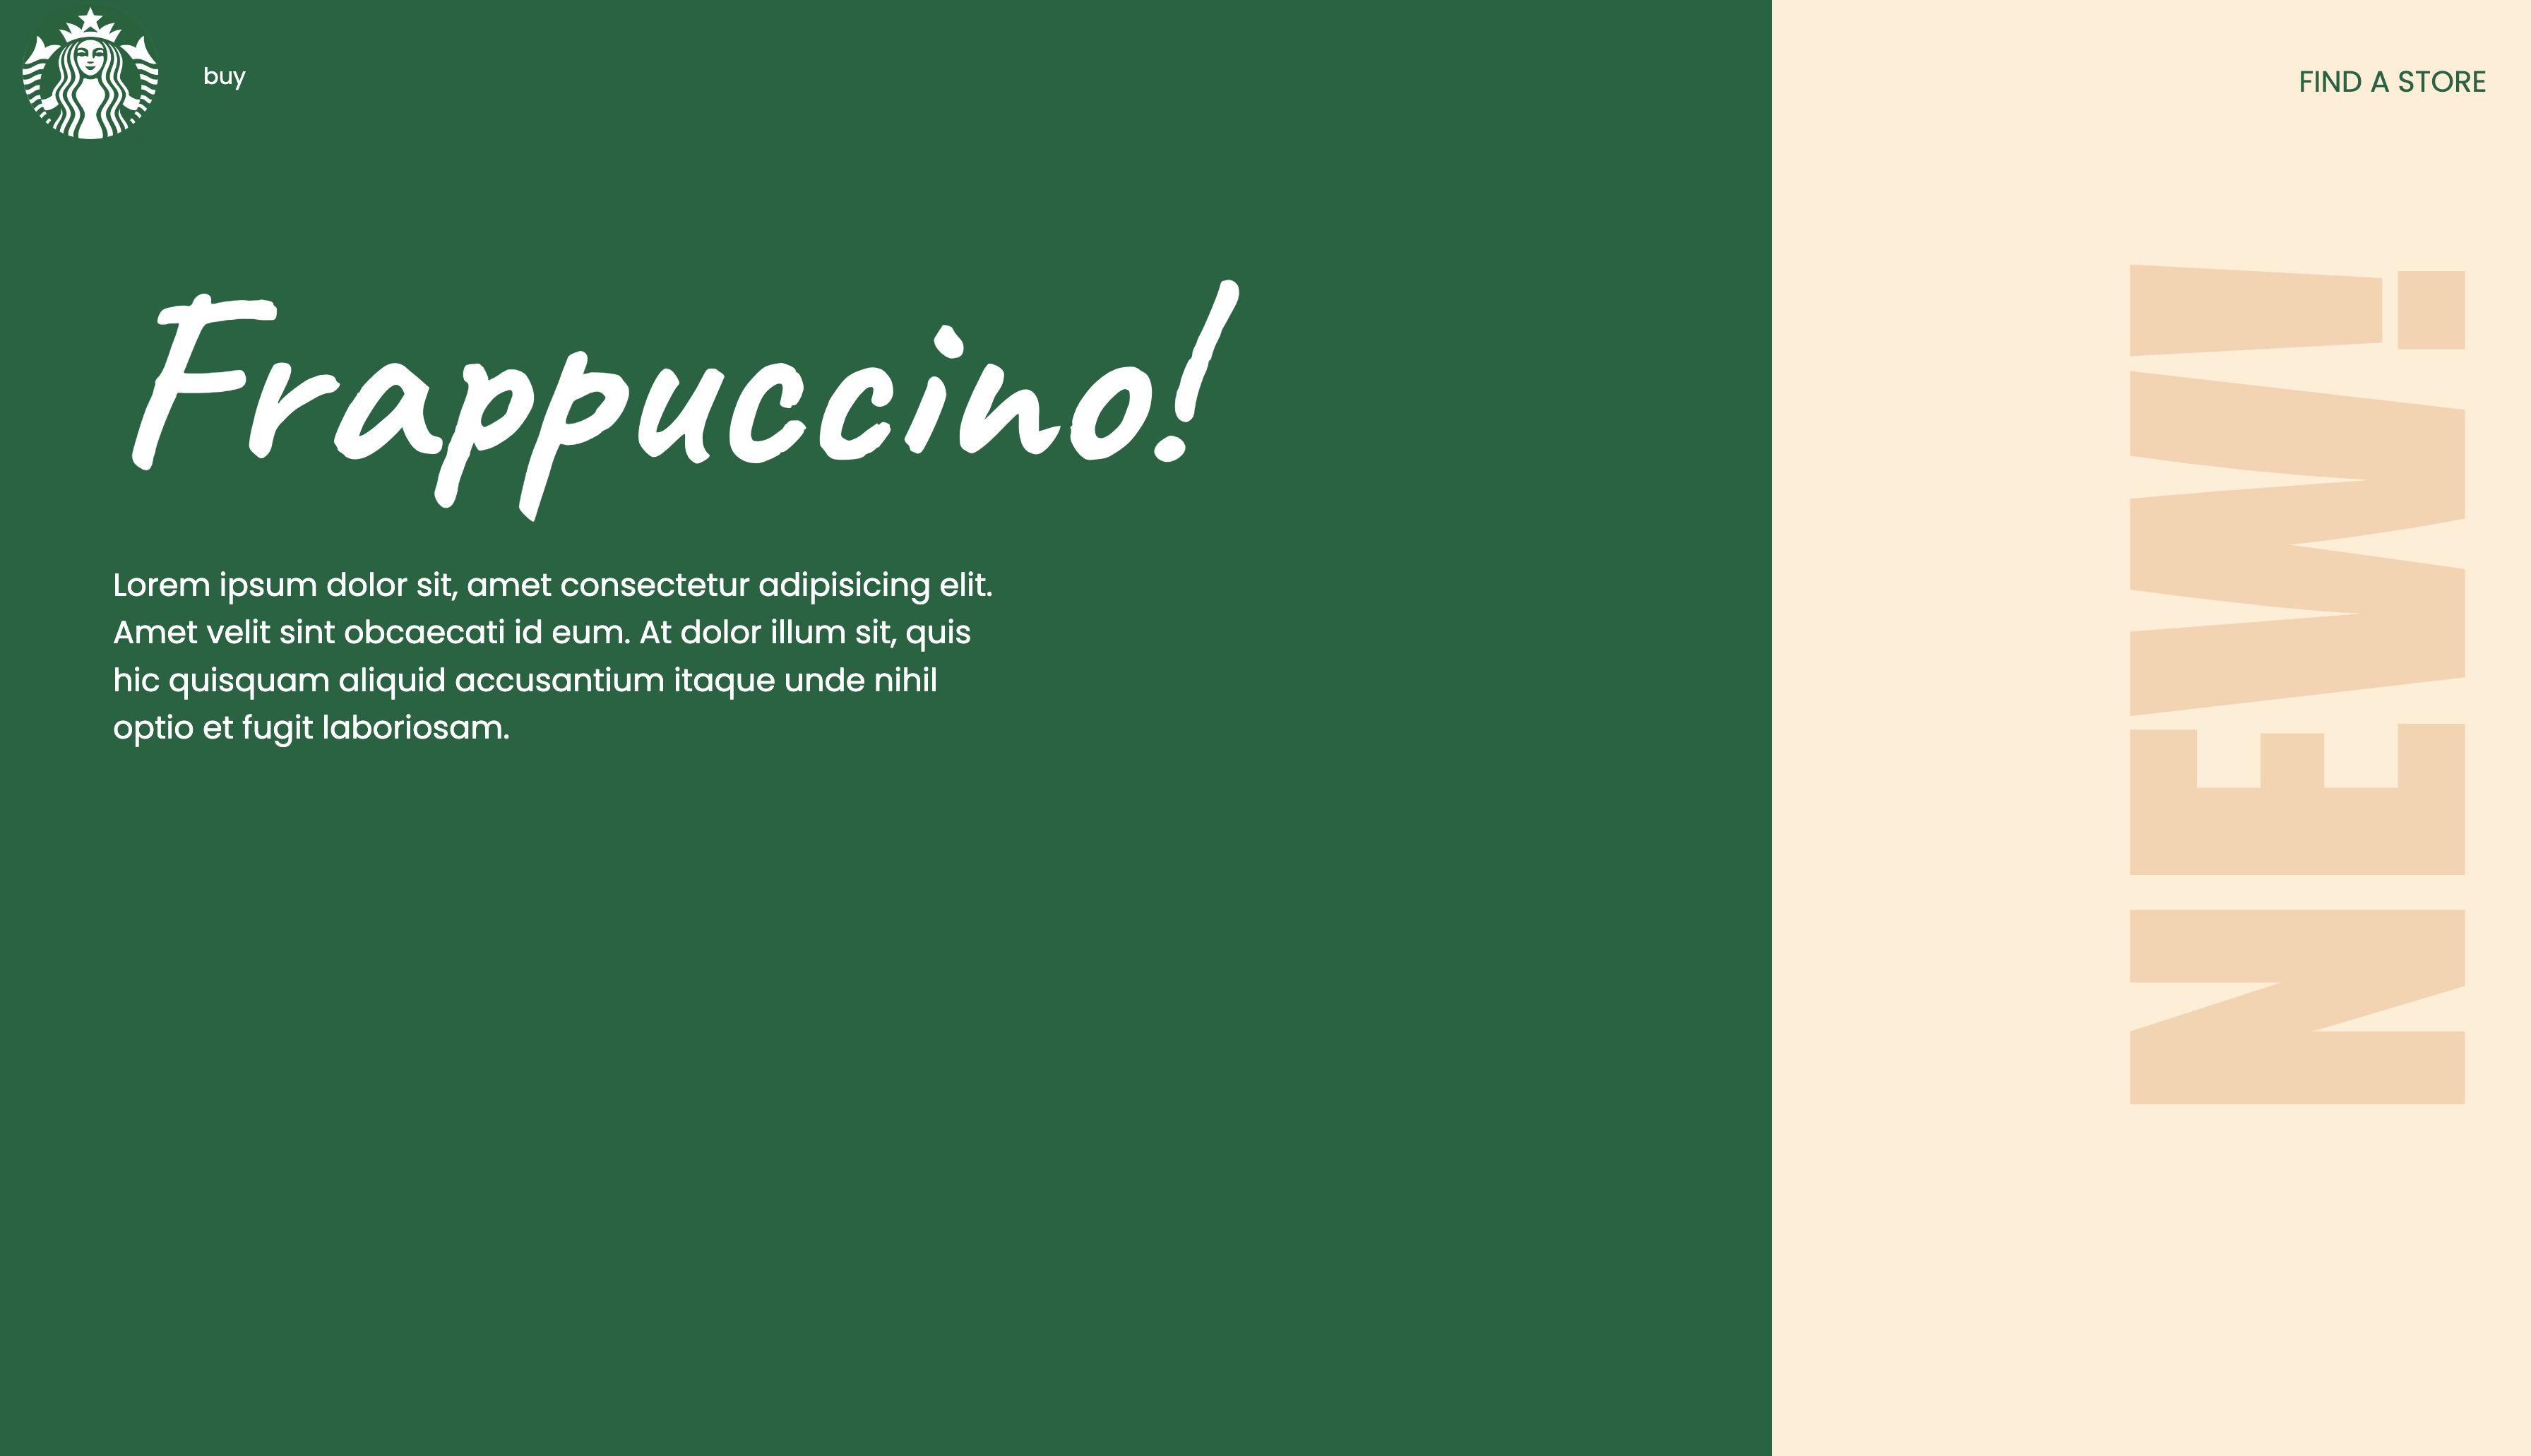 buy
FIND A STORE
Frappuccino!
Lorem ipsum dolor sit, amet consectetur adipisicing elit.
Amet velit sint obcaecati id eum. At dolor illum sit, quis
hic quisquam aliquid accusantium itaque unde nihil
optio et fugit laboriosam.
NEW!